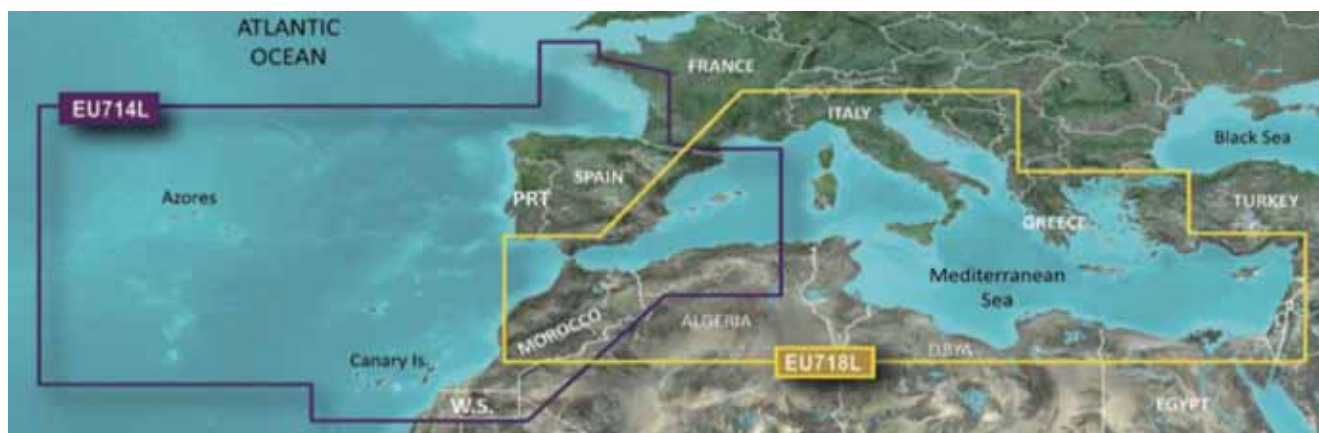 ATLANTIC
OCEAN
FRANCE
EU714L
ITALY
Black Sea
SPAIN
Azores
PRT
TURKEY
GREECE
Mediterranean
Sea
MOROCCO
ALGERIA
Canary Is.
LIBYA
EU718L
W.S.
EGYPT